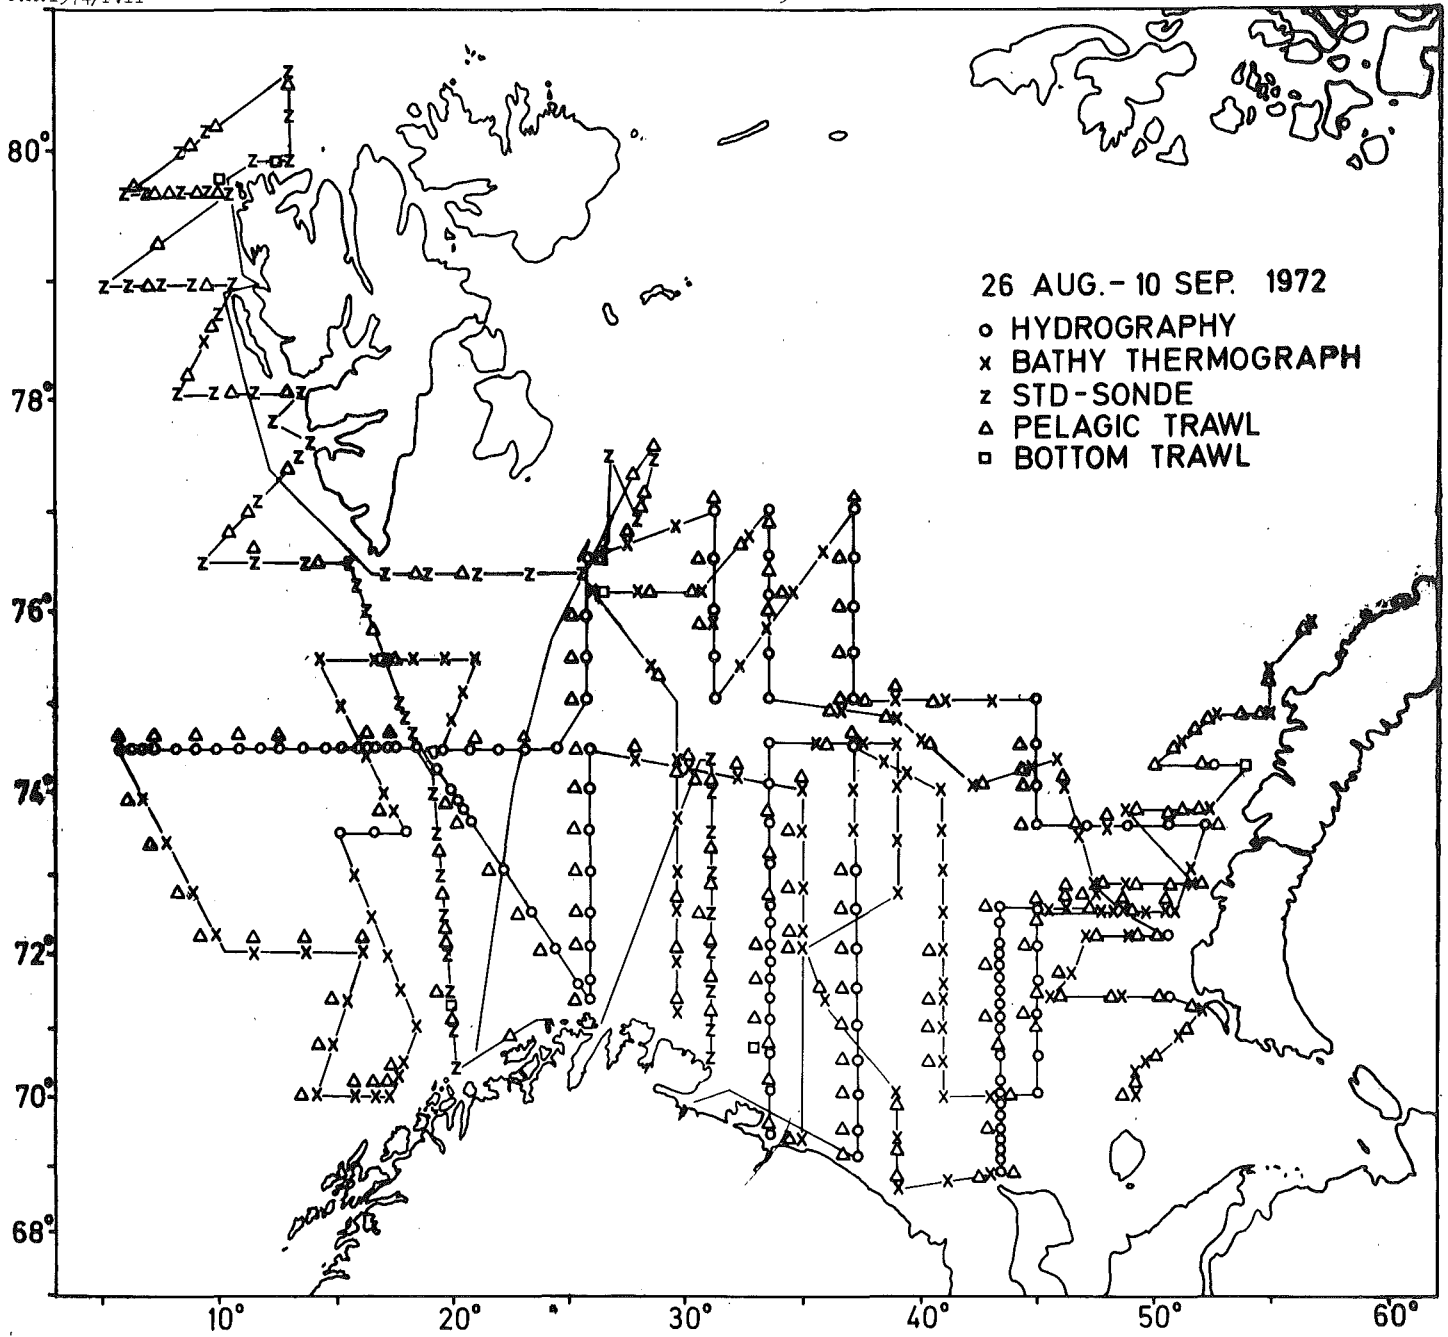 26 AUG. - 10 SEP. 1972
o HYDROGRAPHY
x BATHY THERMOGRAPH
z STD-SONDE
△ PELAGIC TRAWL
□ BOTTOM TRAWL
80°
78°
76°
74°
72°
70°
68°
10° 20° 30° 40° 50° 60°